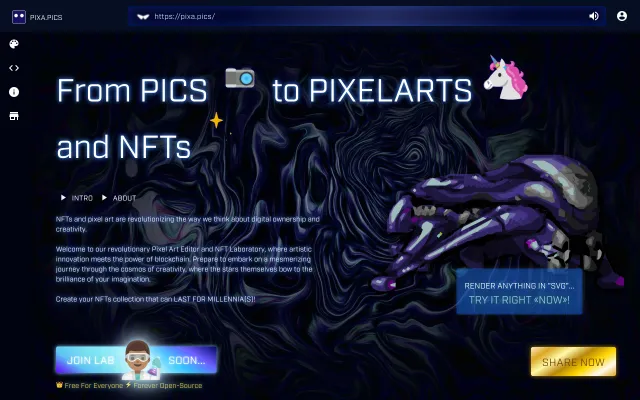 PIXA.PICS
https://pixa.pics/
From PICS to PIXELARTS
and NFTs
INTRO ABOUT
NFTs and pixel art are revolutionizing the way we think about digital ownership and
creativity.
Welcome to our revolutionary Pixel Art Editor and NFT Laboratory, where artistic
innovation meets the power of blockchain. Prepare to embark on a mesmerizing
journey through the cosmos of creativity, where the stars themselves bow to the
brilliance of your imagination.
Create your NFTs collection that can LAST FOR MILLENNIA(S)!
RENDER ANYTHING IN "SVG"...
TRY IT RIGHT «NOW»!
JOIN LAB SOON...
SHARE NOW
Free For Everyone Forever Open-Source